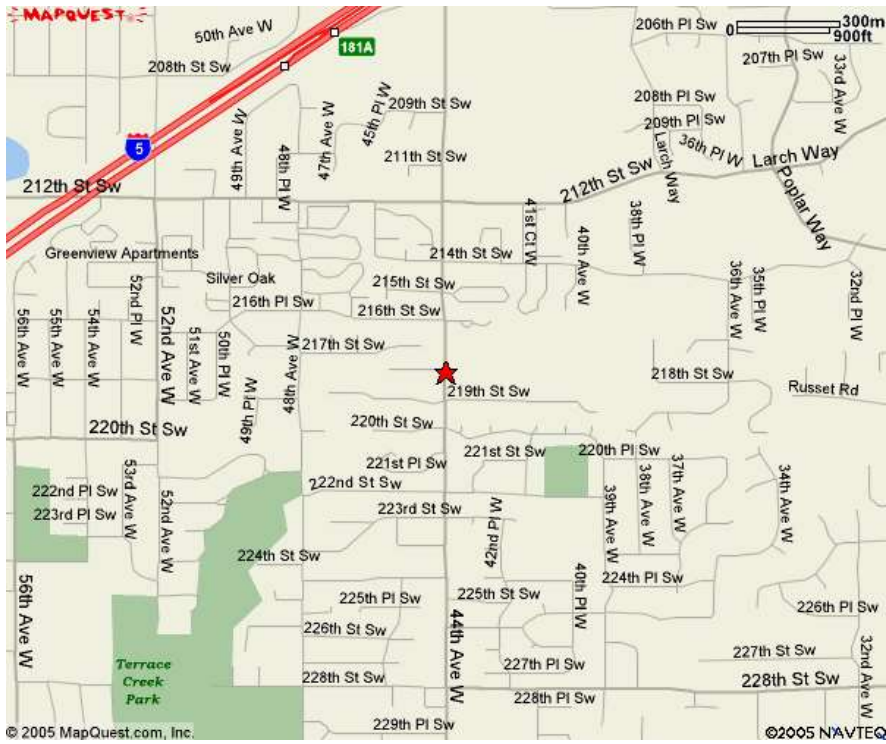 MAPQUEST
50th Ave W
181A
208th St Sw
206th Pl Sw
0 300m
900ft
207th Pl Sw
33rd Ave W
209th St Sw
208th Pl Sw
209th Pl Sw
36th Pl W
49th Ave W
48th Pl W
47th Ave W
45th Pl W
211th St Sw
5
212th St Sw
212th St Sw
Larch Way
Larch Way
Poplar Way
Greenview Apartments
Silver Oak
214th St Sw
41st Ct W
40th Ave W
38th Pl W
36th Ave W
35th Pl W
32nd Pl W
215th St Sw
216th Pl Sw
216th St Sw
56th Ave W
55th Ave W
54th Ave W
52nd Pl W
52nd Ave W
51st Ave W
50th Pl W
49th Pl W
48th Ave W
217th St Sw
218th St Sw
Russet Rd
219th St Sw
220th St Sw
220th St Sw
221st St Sw
220th Pl Sw
221st Pl Sw
222nd Pl Sw
223rd Pl Sw
53rd Ave W
52nd Ave W
222nd St Sw
223rd St Sw
42nd Pl W
39th Ave W
38th Ave W
37th Ave W
34th Ave W
224th St Sw
224th Pl Sw
56th Ave W
225th Pl Sw
44th Ave W
225th St Sw
40th Pl W
226th St Sw
226th Pl Sw
32nd Ave W
Terrace
Creek
Park
227th Pl Sw
227th St Sw
228th St Sw
228th Pl Sw
228th St Sw
229th Pl Sw
© 2005 MapQuest.com, Inc.
©2005 NAVTEQ